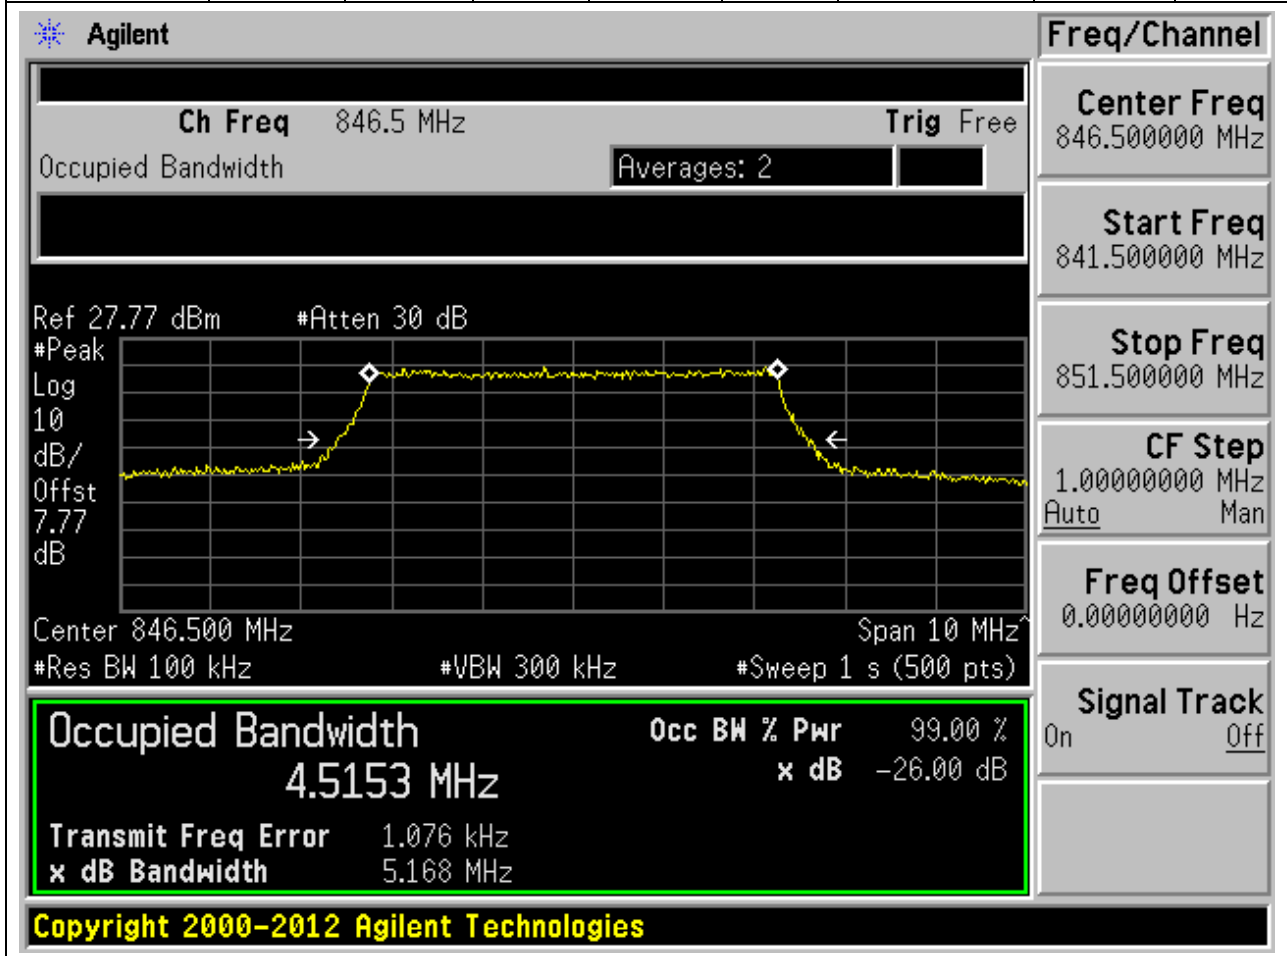 Agilent
Freq/Channel
Ch Freq 846.5 MHz Trig Free
Occupied Bandwidth Averages: 2
Ref 27.77 dBm #Atten 30 dB
#Peak
Log
10
dB/
Offst
7.77
dB
Center 846.500 MHz Span 10 MHz^
#Res BW 100 kHz #VBW 300 kHz #Sweep 1 s (500 pts)
Occupied Bandwidth Occ BW % Pwr 99.00 %
4.5153 MHz x dB -26.00 dB
Transmit Freq Error 1.076 kHz
x dB Bandwidth 5.168 MHz
Copyright 2000-2012 Agilent Technologies
Center Freq
846.500000 MHz
Start Freq
841.500000 MHz
Stop Freq
851.500000 MHz
CF Step
1.00000000 MHz
Auto Man
Freq Offset
0.00000000 Hz
Signal Track
On Off